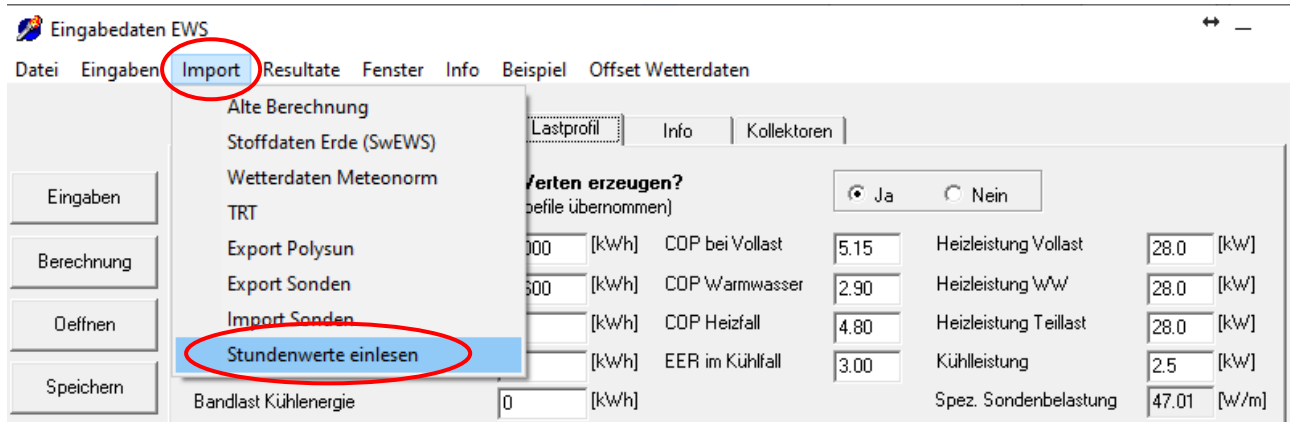 Eingabedaten EWS
Datei Eingaben Import Resultate Fenster Info Beispiel Offset Wetterdaten
Alte Berechnung
Stoffdaten Erde (SwEWS)
Wetterdaten Meteonorm
TRT
Export Polysun
Export Sonden
Import Sonden
Stundenwerte einlesen
Lastprofil Info Kollektoren
Eingaben
Berechnung
Oeffnen
Speichern
erzeugen?
Ja Nein
übernommen)
[kWh] COP bei Vollast 5.15 Heizleistung Vollast 28.0 [kW]
[kWh] COP Warmwasser 2.90 Heizleistung WW 28.0 [kW]
[kWh] COP Heizfall 4.80 Heizleistung Teillast 28.0 [kW]
[kWh] EER im Kühlfall 3.00 Kühlleistung 2.5 [kW]
Bandlast Kühlenergie 0 [kWh] Spez. Sondenbelastung 47.01 [W/m]